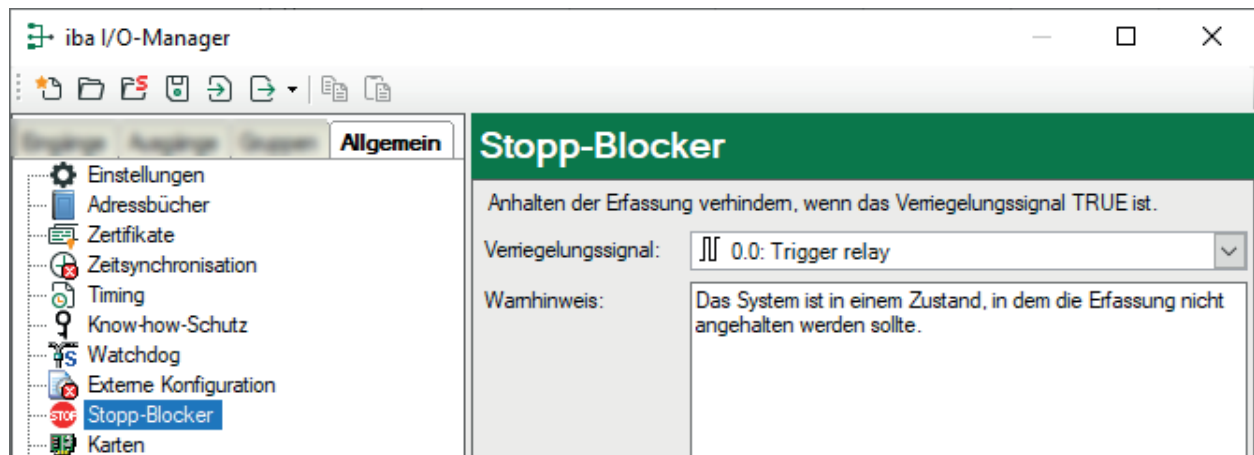 iba I/O-Manager
Allgemein
Einstellungen
Adressbücher
Zertifikate
Zeitsynchronisation
Timing
Know-how-Schutz
Watchdog
Externe Konfiguration
Stopp-Blocker
Karten
Stopp-Blocker
Anhalten der Erfassung verhindern, wenn das Verriegelungssignal TRUE ist.
Verriegelungssignal: 0.0: Trigger relay
Warnhinweis: Das System ist in einem Zustand, in dem die Erfassung nicht
angehalten werden sollte.